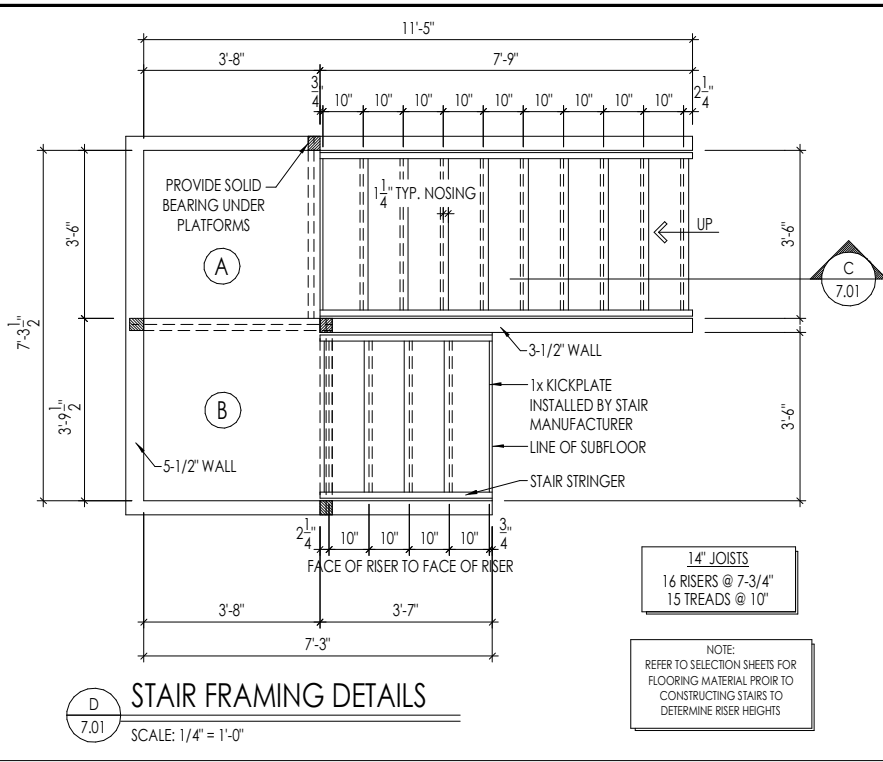 11'-5"
3'-8"
7'-9"
3/4"
10"
10"
10"
10"
10"
10"
10"
10"
10"
2 1/4"
PROVIDE SOLID
BEARING UNDER
PLATFORMS
1 1/4" TYP. NOSING
UP
A
3'-6"
3'-6"
C
7.01
7'-3 1/2"
3'-9 1/2"
3'-6"
B
3-1/2" WALL
1x KICKPLATE
INSTALLED BY STAIR
MANUFACTURER
LINE OF SUBFLOOR
STAIR STRINGER
5-1/2" WALL
2 1/4"
10"
10"
10"
10"
3/4"
FACE OF RISER TO FACE OF RISER
3'-8"
3'-7"
7'-3"
14" JOISTS
16 RISERS @ 7-3/4"
15 TREADS @ 10"
NOTE:
REFER TO SELECTION SHEETS FOR
FLOORING MATERIAL PROIR TO
CONSTRUCTING STAIRS TO
DETERMINE RISER HEIGHTS
D
7.01
STAIR FRAMING DETAILS
SCALE: 1/4" = 1'-0"